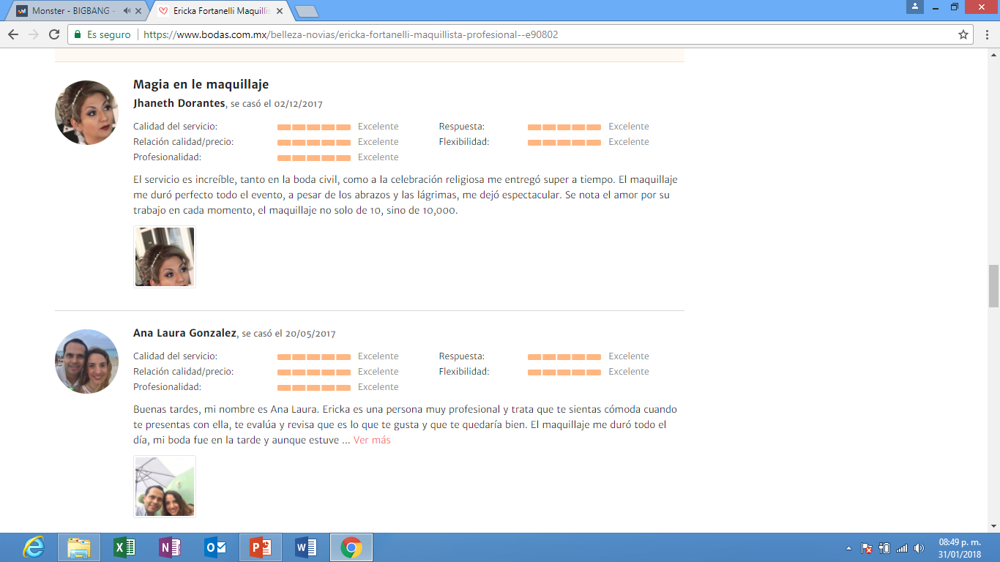 Monster - BIGBANG -
Ericka Fortanelli Maquillis
Es seguro
https://www.bodas.com.mx/belleza-novias/ericka-fortanelli-maquillista-profesional--e90802
Magia en le maquillaje
Jhaneth Dorantes, se casó el 02/12/2017
Calidad del servicio: Excelente Respuesta: Excelente
Relación calidad/precio: Excelente Flexibilidad: Excelente
Profesionalidad: Excelente
El servicio es increíble, tanto en la boda civil, como a la celebración religiosa me entregó super a tiempo. El maquillaje
me duró perfecto todo el evento, a pesar de los abrazos y las lágrimas, me dejó espectacular. Se nota el amor por su
trabajo en cada momento, el maquillaje no solo de 10, sino de 10,000.
Ana Laura Gonzalez, se casó el 20/05/2017
Calidad del servicio: Excelente Respuesta: Excelente
Relación calidad/precio: Excelente Flexibilidad: Excelente
Profesionalidad: Excelente
Buenas tardes, mi nombre es Ana Laura. Ericka es una persona muy profesional y trata que te sientas cómoda cuando
te presentas con ella, te evalúa y revisa que es lo que te gusta y que te quedaría bien. El maquillaje me duró todo el
día, mi boda fue en la tarde y aunque estuve ... Ver más
08:49 p. m.
31/01/2018